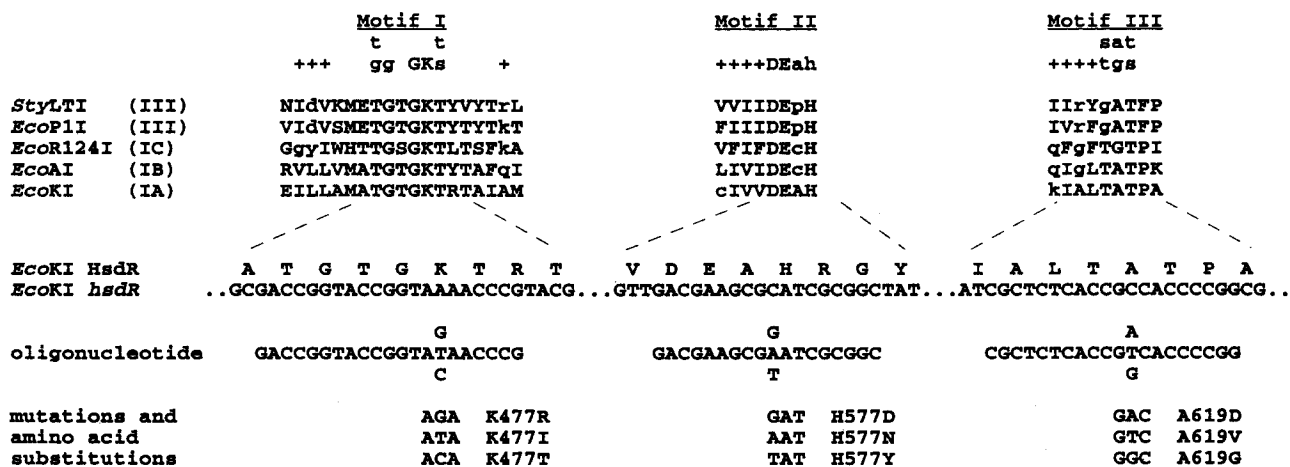 Motif I Motif II Motif III
t t sat
+++ gg GKs + ++++DEah ++++tgs
StyLTI (III) NIdVKMETGTGKTYVYTrL VVIIDEpH IIrYgATFP
EcoP1I (III) VIdVSMETGTGKTYTYTkT FIIIDEpH IVrFgATFP
EcoR124I (IC) GgyIWHTTGSGKTLTSFkA VFIFDEcH qFgFTGTPI
EcoAI (IB) RVLLVMATGTGKTYTAFqI LIVIDEcH qIgLTATPK
EcoKI (IA) EILLAMATGTGKTRTAIAM cIVVDEAH kIALTATPA
EcoKI HsdR A T G T G K T R T V D E A H R G Y I A L T A T P A
EcoKI hsdR ..GCGACCGGTACCGGTAAAACCCGTACG...GTTGACGAAGCGCATCGCGGCTAT...ATCGCTCTCACCGCCACCCCGGCG..
G G A
oligonucleotide GACCGGTACCGGTATAACCCG GACGAAGCGAATCGCGGC CGCTCTCACCGTCACCCCGG
C T G
mutations and AGA K477R GAT H577D GAC A619D
amino acid ATA K477I AAT H577N GTC A619V
substitutions ACA K477T TAT H577Y GGC A619G